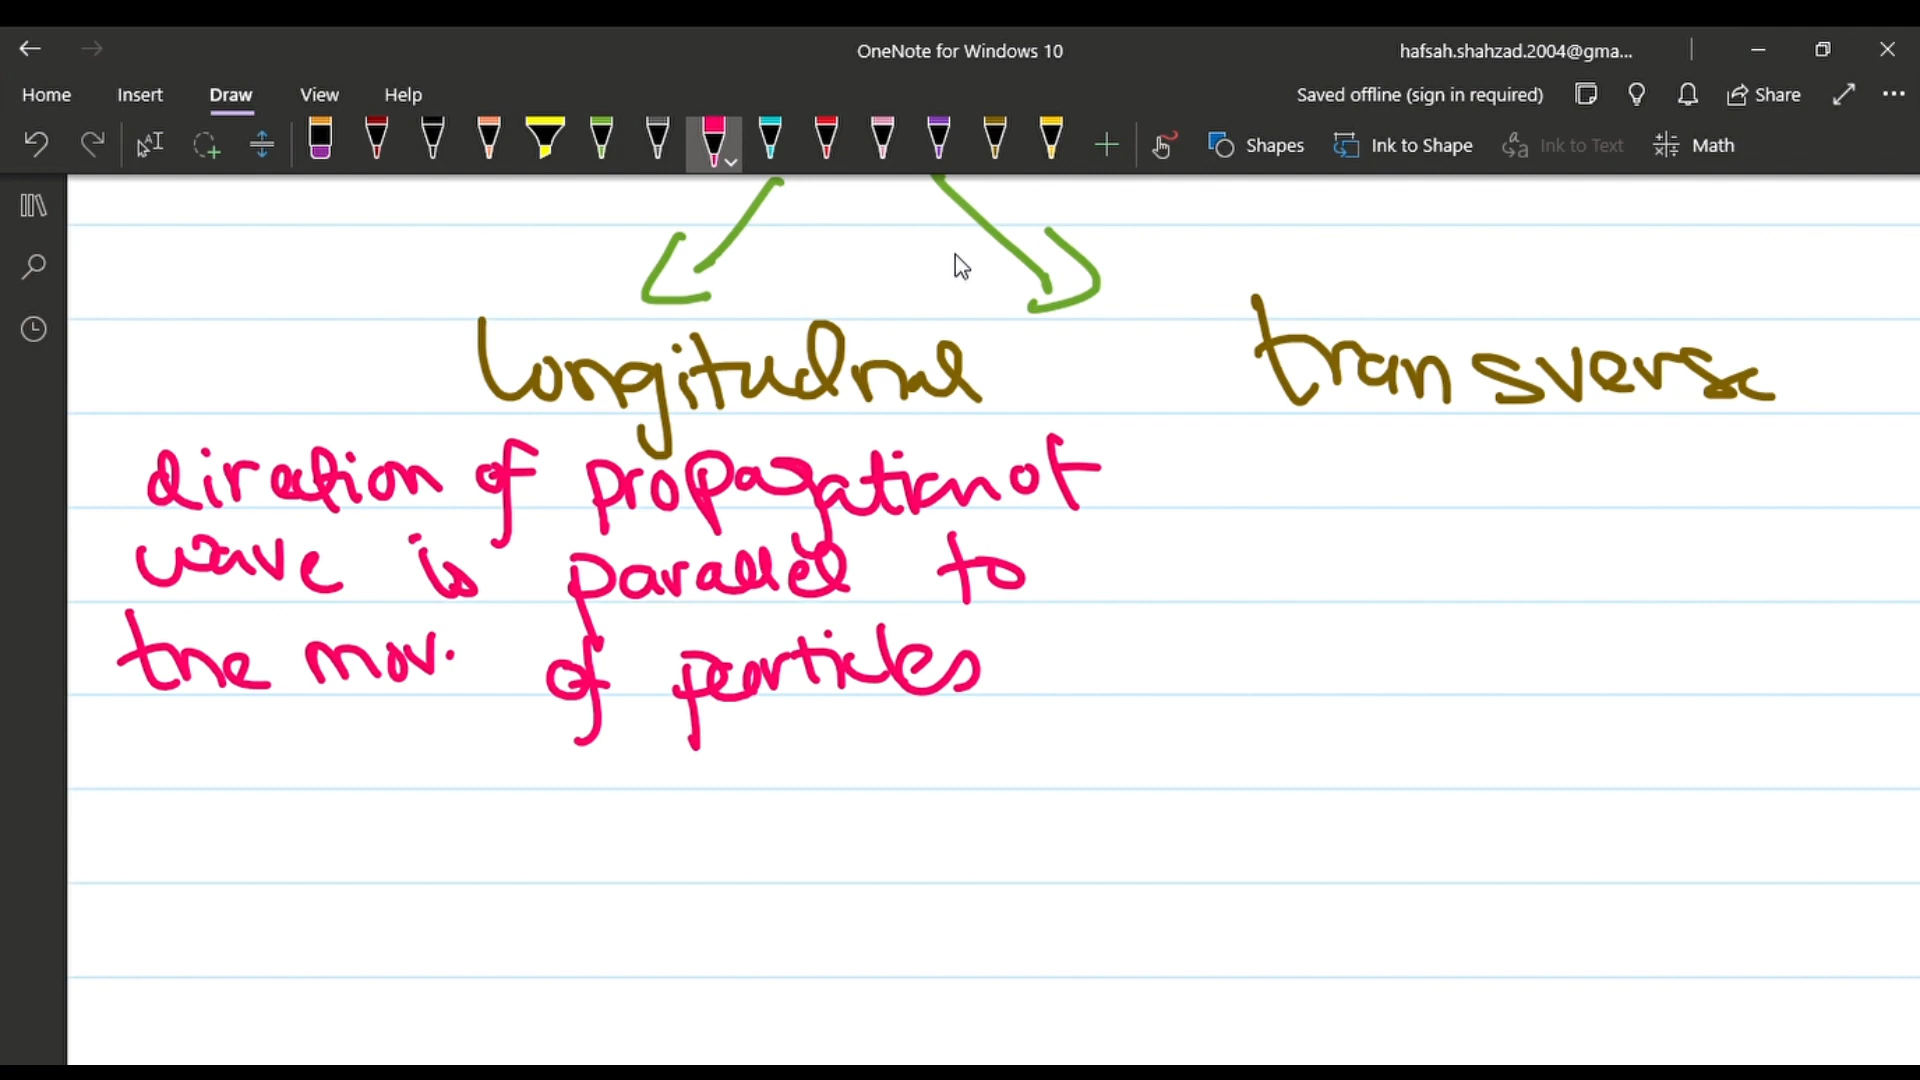 OneNote for Windows 10
hafsah.shahzad.2004@gma...
Home Insert Draw View Help
Saved offline (sign in required) Share
Shapes Ink to Shape Ink to Text Math
longitudnal transverse
direction of propagation of
wave is parallel to
the mov. of particles